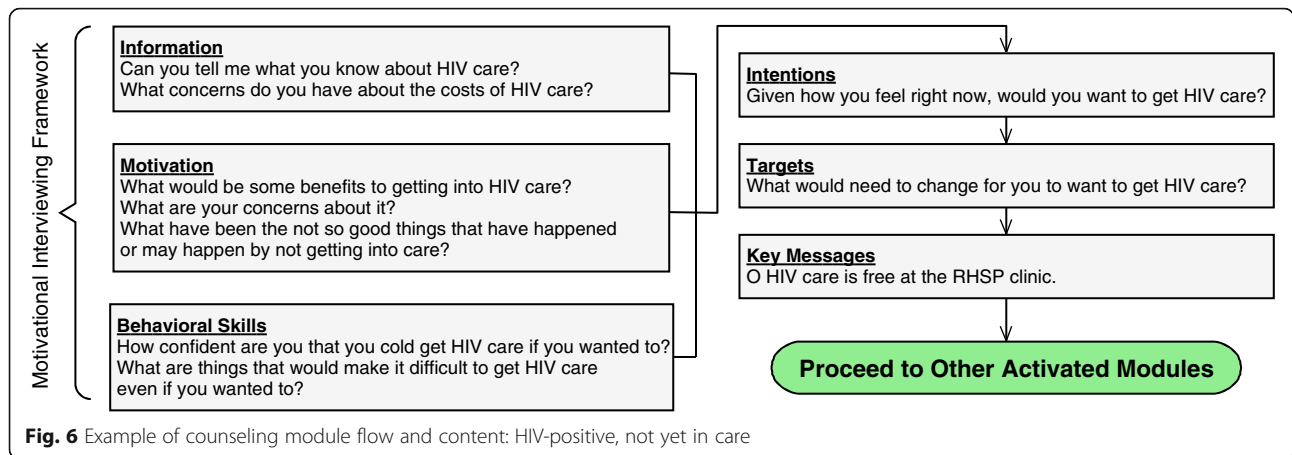 Motivational Interviewing Framework
Information
Can you tell me what you know about HIV care?
What concerns do you have about the costs of HIV care?
Motivation
What would be some benefits to getting into HIV care?
What are your concerns about it?
What have been the not so good things that have happened
or may happen by not getting into care?
Behavioral Skills
How confident are you that you cold get HIV care if you wanted to?
What are things that would make it difficult to get HIV care
even if you wanted to?
Intentions
Given how you feel right now, would you want to get HIV care?
Targets
What would need to change for you to want to get HIV care?
Key Messages
O HIV care is free at the RHSP clinic.
Proceed to Other Activated Modules
Fig. 6 Example of counseling module flow and content: HIV-positive, not yet in care